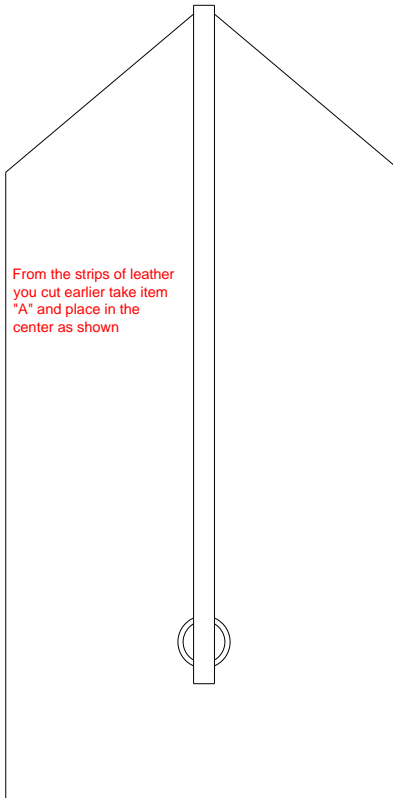 From the strips of leather
you cut earlier take item
"A" and place in the
center as shown